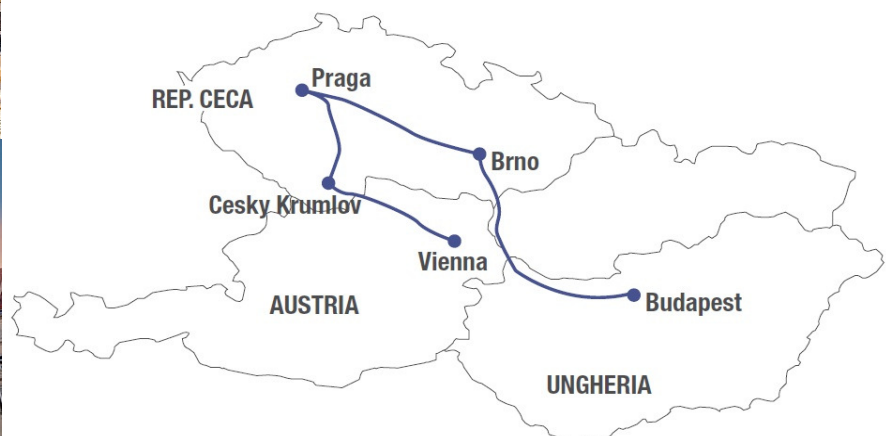 Praga
REP. CECA
Brno
Cesky Krumlov
Vienna
AUSTRIA
Budapest
UNGHERIA